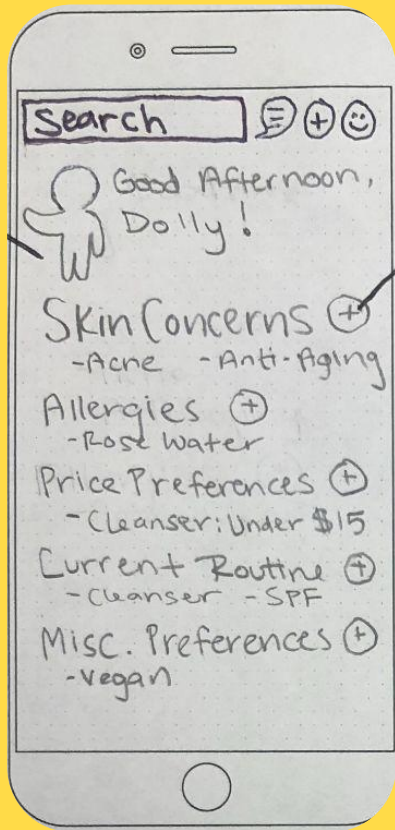 Search
Good Afternoon,
Dolly!
Skin Concerns +
-Acne -Anti-Aging
Allergies +
-Rose Water
Price Preferences +
-Cleanser: Under $15
Current Routine +
-Cleanser -SPF
Misc. Preferences +
-Vegan